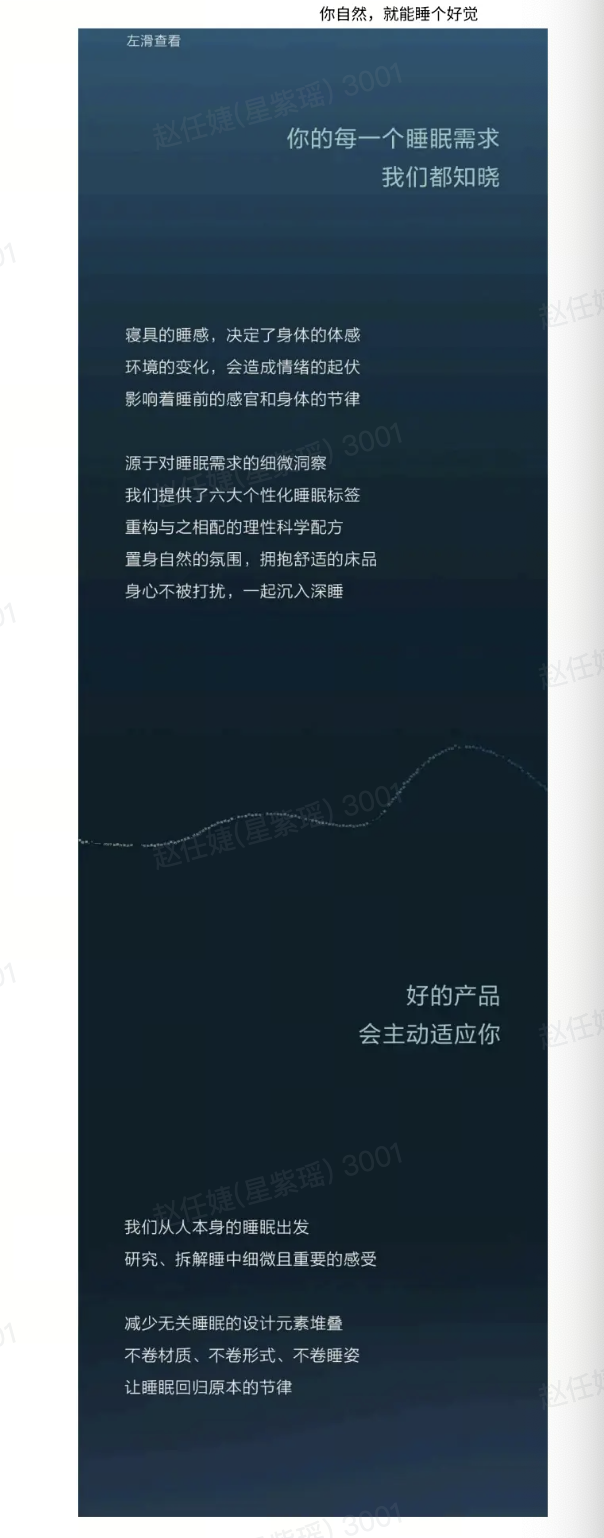 你自然，就能睡个好觉
左滑查看
赵任婕(星紫瑶) 3001
你的每一个睡眠需求
我们都知晓
寝具的睡感，决定了身体的体感
环境的变化，会造成情绪的起伏
影响着睡前的感官和身体的节律
赵任婕(星紫瑶) 3001
源于对睡眠需求的细微洞察
我们提供了六大个性化睡眠标签
重构与之相配的理性科学配方
置身自然的氛围，拥抱舒适的床品
身心不被打扰，一起沉入深睡
赵任婕(星紫瑶) 3001
好的产品
会主动适应你
赵任婕(星紫瑶) 3001
我们从人本身的睡眠出发
研究、拆解睡中细微且重要的感受
减少无关睡眠的设计元素堆叠
不卷材质、不卷形式、不卷睡姿
让睡眠回归原本的节律